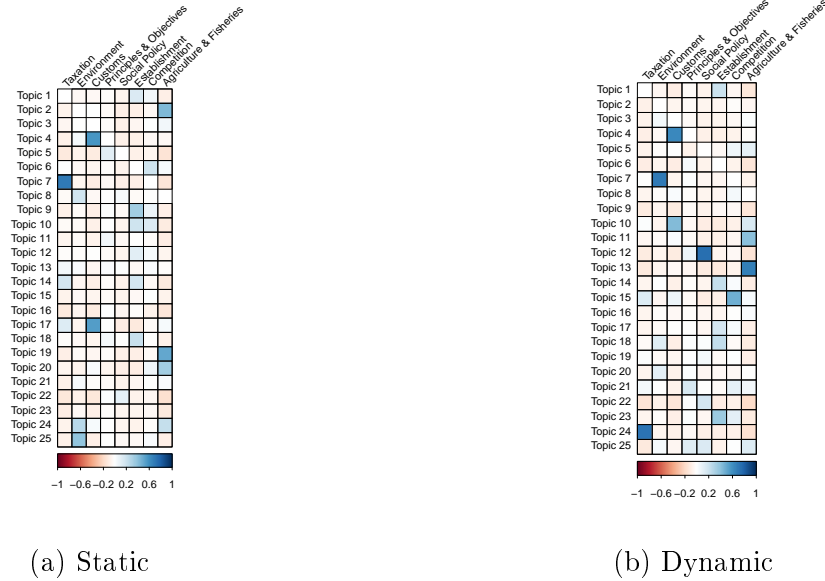 Taxation
Environment
Customs
Principles & Objectives
Social Policy
Establishment
Competition
Agriculture & Fisheries
Topic 1
Topic 2
Topic 3
Topic 4
Topic 5
Topic 6
Topic 7
Topic 8
Topic 9
Topic 10
Topic 11
Topic 12
Topic 13
Topic 14
Topic 15
Topic 16
Topic 17
Topic 18
Topic 19
Topic 20
Topic 21
Topic 22
Topic 23
Topic 24
Topic 25
−1 −0.6 −0.2 0.2 0.6 1
(a) Static
Taxation
Environment
Customs
Principles & Objectives
Social Policy
Establishment
Competition
Agriculture & Fisheries
Topic 1
Topic 2
Topic 3
Topic 4
Topic 5
Topic 6
Topic 7
Topic 8
Topic 9
Topic 10
Topic 11
Topic 12
Topic 13
Topic 14
Topic 15
Topic 16
Topic 17
Topic 18
Topic 19
Topic 20
Topic 21
Topic 22
Topic 23
Topic 24
Topic 25
−1 −0.6 −0.2 0.2 0.6 1
(b) Dynamic